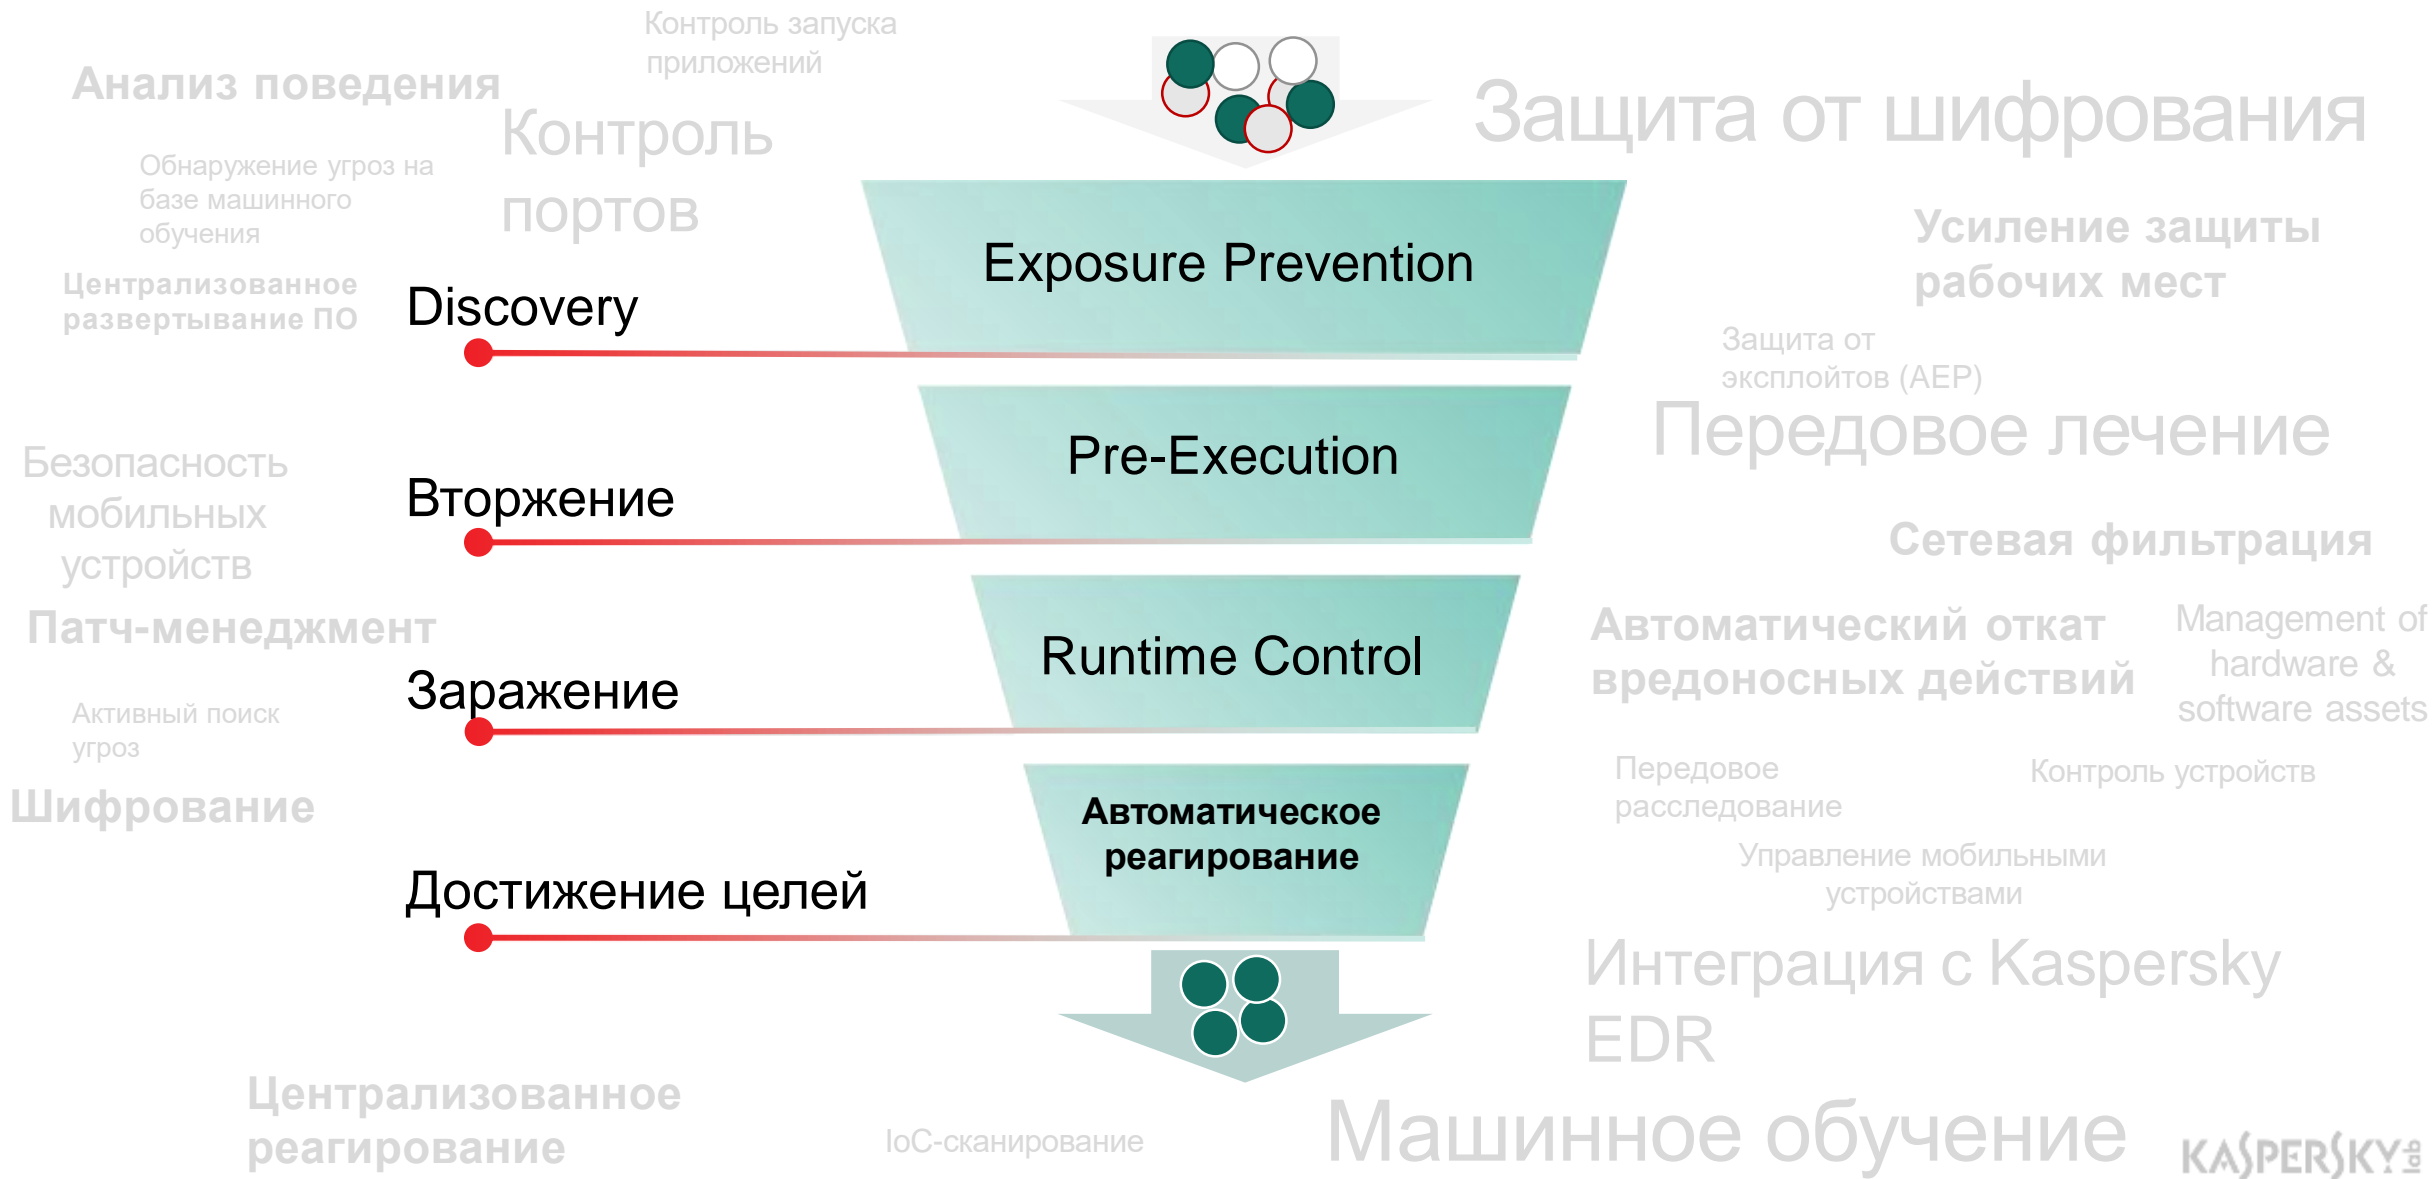 Контроль запуска
приложений
Анализ поведения
Контроль
портов
Защита от шифрования
Обнаружение угроз на
базе машинного
обучения
Усиление защиты
рабочих мест
Exposure Prevention
Централизованное
развертывание ПО
Discovery
Защита от
эксплойтов (AEP)
Передовое лечение
Pre-Execution
Безопасность
мобильных
устройств
Вторжение
Сетевая фильтрация
Патч-менеджмент
Runtime Control
Автоматический откат
вредоносных действий
Management of
hardware &
software assets
Заражение
Активный поиск
угроз
Передовое
расследование
Контроль устройств
Шифрование
Автоматическое
реагирование
Управление мобильными
устройствами
Достижение целей
Интеграция с Kaspersky
EDR
Централизованное
реагирование
IoC-сканирование
Машинное обучение
KASPERSKY lab